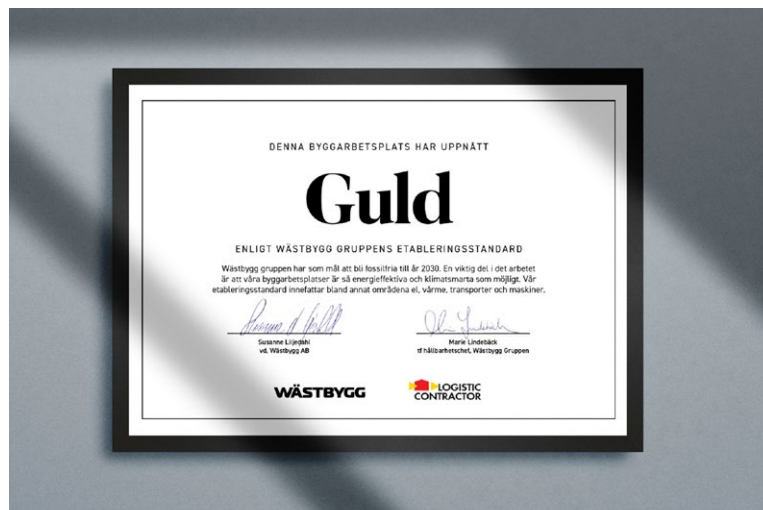 DENNA BYGGARBETSPLATS HAR UPPNÅTT
Guld
ENLIGT WÄSTBYGG GRUPPENS ETABLERINGSSTANDARD
Wästbygg gruppen har som mål att bli fossilfria till år 2030. En viktig del i det arbetet
är att våra byggarbetsplatser är så energieffektiva och klimatsmarta som möjligt. Vår
etableringsstandard innefattar bland annat områdena el, värme, transporter och maskiner.
Susanne Liljedahl
vd, Wästbygg AB
Marie Lindebäck
tf hållbarhetschef, Wästbygg Gruppen
WÄSTBYGG
LOGISTIC
CONTRACTOR